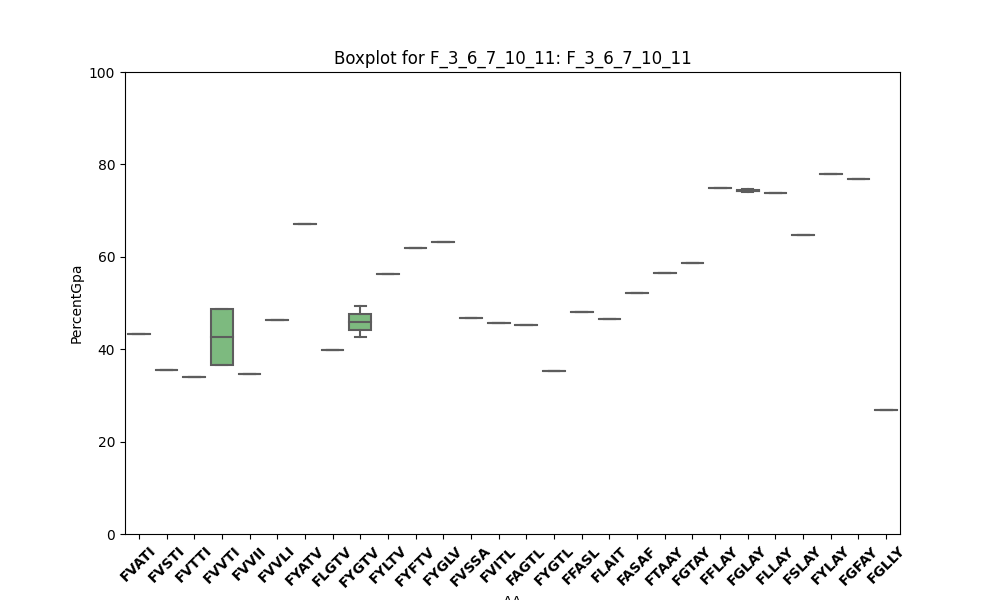 Boxplot for F_3_6_7_10_11: F_3_6_7_10_11
PercentGpa
100
80
60
40
20
0
FVATI
FVSTI
FVTTI
FVVTI
FVVII
FVVLI
FYATV
FLGTV
FYGTV
FYLTV
FYFTV
FYGLV
FVSSA
FVITL
FAGTL
FYGTL
FFASL
FLAIT
FASAF
FTAAY
FGTAY
FFLAY
FGLAY
FLLAY
FSLAY
FYLAY
FGFAY
FGLLY
AA